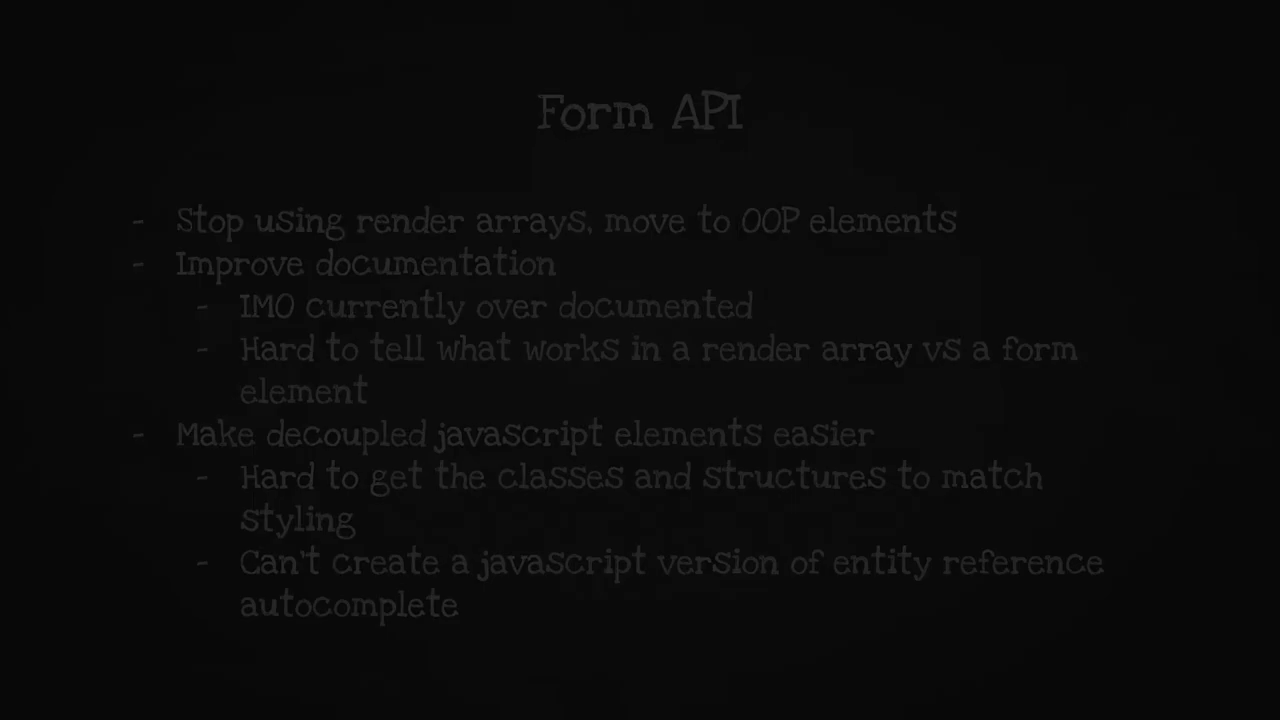 Form API
- Stop using render arrays, move to OOP elements
- Improve documentation
- IMO currently over documented
- Hard to tell what works in a render array vs a form
element
- Make decoupled javascript elements easier
- Hard to get the classes and structures to match
styling
- Can't create a javascript version of entity reference
autocomplete